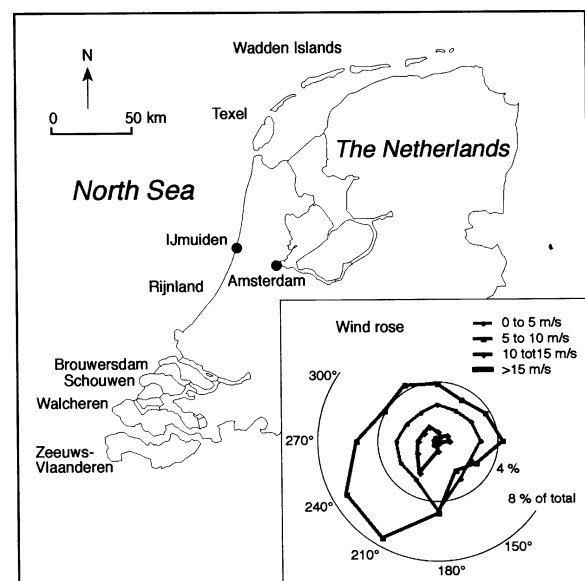 Wadden Islands
N
0 50 km
Texel
The Netherlands
North Sea
IJmuiden
Amsterdam
Rijnland
Brouwersdam
Schouwen
Walcheren
Zeeuws-
Vlaanderen
Wind rose
0 to 5 m/s
5 to 10 m/s
10 tot15 m/s
>15 m/s
300°
270°
240°
210°
180°
150°
4 %
8 % of total